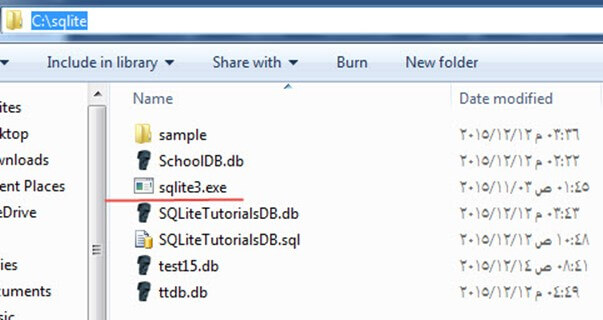 C:\sqlite
Include in library Share with Burn New folder
Name Date modified
ites
ktop
wnloads
ent Places
eDrive
ies
uments
sic
sample ٢٠١٥/١٢/١٢ م ٠٣:٣٦
SchoolDB.db ٢٠١٥/١٢/١٢ م ٠٢:٢٢
sqlite3.exe ٢٠١٥/١١/٠٣ ص ٠١:٤٥
SQLiteTutorialsDB.db ٢٠١٥/١٢/١٢ م ٠٣:٤٣
SQLiteTutorialsDB.sql ٢٠١٥/١٢/١٢ ص ١٠:٤٨
test15.db ٢٠١٥/١٢/١٤ ص ٠٨:٤١
ttdb.db ٢٠١٥/١٢/١٢ م ٠٤:٤٩